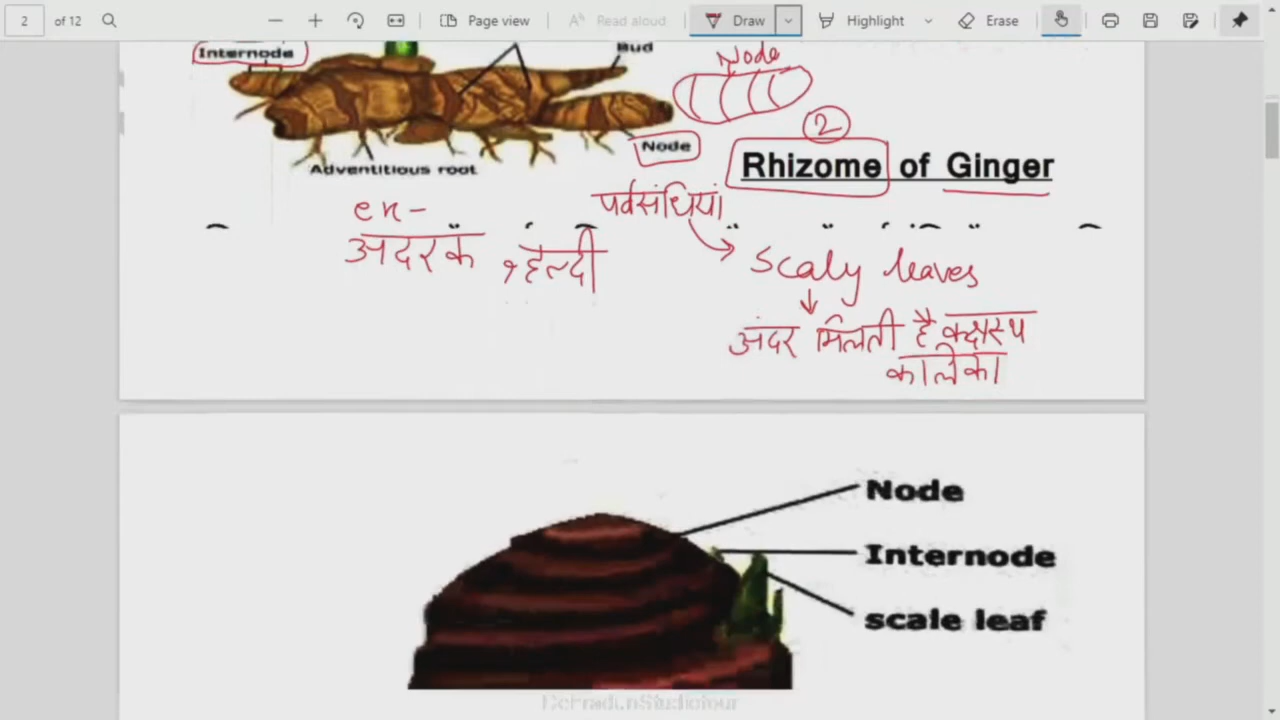 2 of 12 Page view Read aloud Draw Highlight Erase
Internode
Bud
Node
2
Node
Rhizome of Ginger
Adventitious root
पर्वसंधियां
ex-
अदरक , हल्दी
Scaly leaves
अंदर मिलती है कक्षस्थ
कलिका
Node
Internode
scale leaf